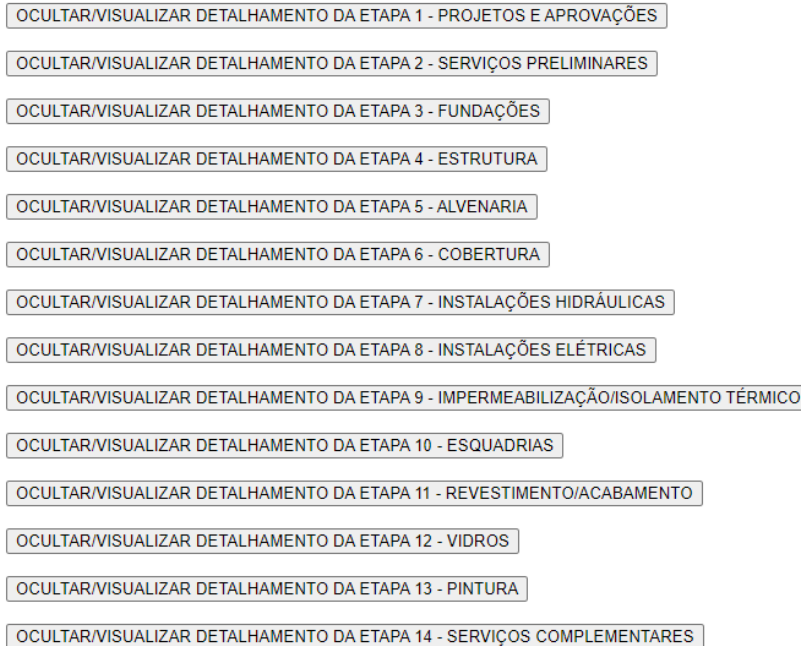 OCULTAR/VISUALIZAR DETALHAMENTO DA ETAPA 1 - PROJETOS E APROVAÇÕES
OCULTAR/VISUALIZAR DETALHAMENTO DA ETAPA 2 - SERVIÇOS PRELIMINARES
OCULTAR/VISUALIZAR DETALHAMENTO DA ETAPA 3 - FUNDAÇÕES
OCULTAR/VISUALIZAR DETALHAMENTO DA ETAPA 4 - ESTRUTURA
OCULTAR/VISUALIZAR DETALHAMENTO DA ETAPA 5 - ALVENARIA
OCULTAR/VISUALIZAR DETALHAMENTO DA ETAPA 6 - COBERTURA
OCULTAR/VISUALIZAR DETALHAMENTO DA ETAPA 7 - INSTALAÇÕES HIDRÁULICAS
OCULTAR/VISUALIZAR DETALHAMENTO DA ETAPA 8 - INSTALAÇÕES ELÉTRICAS
OCULTAR/VISUALIZAR DETALHAMENTO DA ETAPA 9 - IMPERMEABILIZAÇÃO/ISOLAMENTO TÉRMICO
OCULTAR/VISUALIZAR DETALHAMENTO DA ETAPA 10 - ESQUADRIAS
OCULTAR/VISUALIZAR DETALHAMENTO DA ETAPA 11 - REVESTIMENTO/ACABAMENTO
OCULTAR/VISUALIZAR DETALHAMENTO DA ETAPA 12 - VIDROS
OCULTAR/VISUALIZAR DETALHAMENTO DA ETAPA 13 - PINTURA
OCULTAR/VISUALIZAR DETALHAMENTO DA ETAPA 14 - SERVIÇOS COMPLEMENTARES